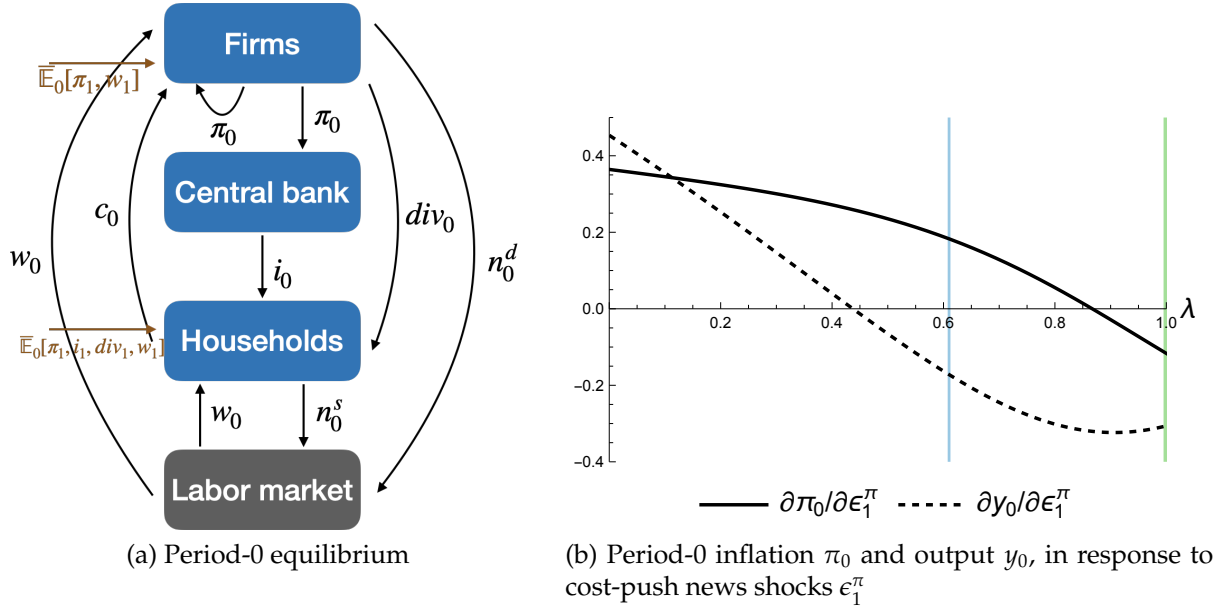 Firms
𝔼̅₀[π₁, w₁]
π₀
π₀
Central bank
c₀
div₀
w₀
n₀ᵈ
i₀
Households
𝔼̅₀[π₁, i₁, div₁, w₁]
w₀
n₀ˢ
Labor market
(a) Period-0 equilibrium
0.4
0.2
0.0
-0.2
-0.4
0.2
0.4
0.6
0.8
1.0
λ
∂π₀/∂ϵ₁^π
∂y₀/∂ϵ₁^π
(b) Period-0 inflation π₀ and output y₀, in response to
cost-push news shocks ϵ₁^π